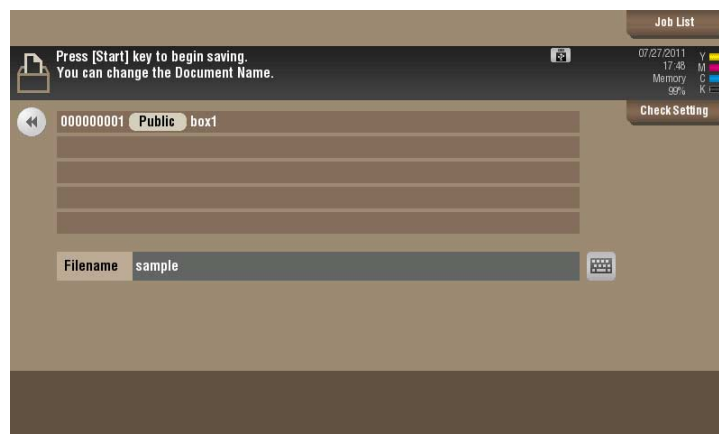 Job List
Press [Start] key to begin saving.
You can change the Document Name.
07/27/2011
17:48
Memory
99%
Y
M
C
K
Check Setting
000000001 Public box1
Filename sample